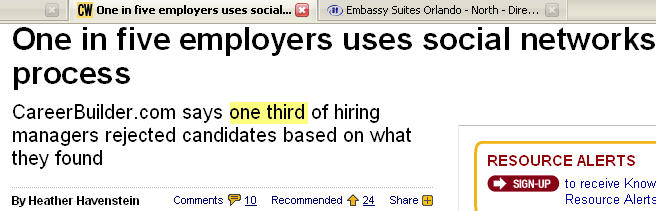 CW One in five employers uses social...
Embassy Suites Orlando - North - Dire...
One in five employers uses social networks
process
CareerBuilder.com says one third of hiring
managers rejected candidates based on what
they found
RESOURCE ALERTS
SIGN-UP to receive Know
Resource Alerts
By Heather Havenstein Comments 10 Recommended 24 Share